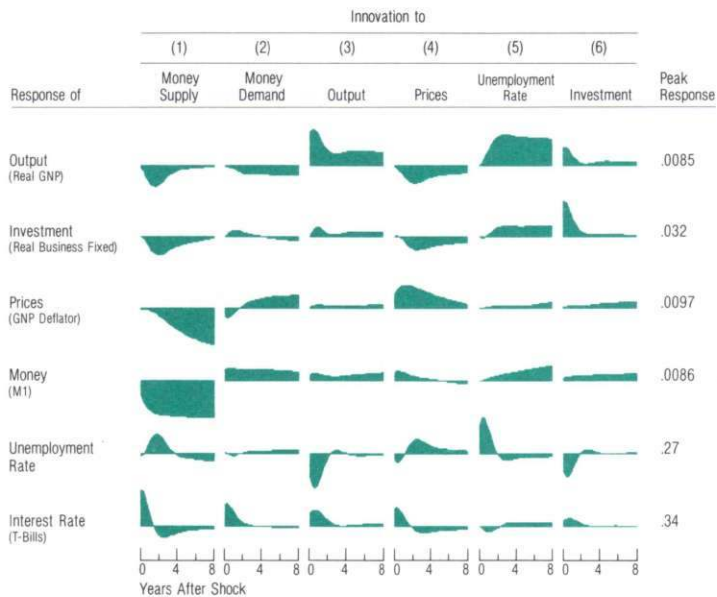 Innovation to
(1) (2) (3) (4) (5) (6)
Response of Money Supply Money Demand Output Prices Unemployment Rate Investment Peak Response
Output .0085
(Real GNP)
Investment .032
(Real Business Fixed)
Prices .0097
(GNP Deflator)
Money .0086
(M1)
Unemployment .27
Rate
Interest Rate .34
(T-Bills)
0 4 8 0 4 8 0 4 8 0 4 8 0 4 8 0 4 8
Years After Shock